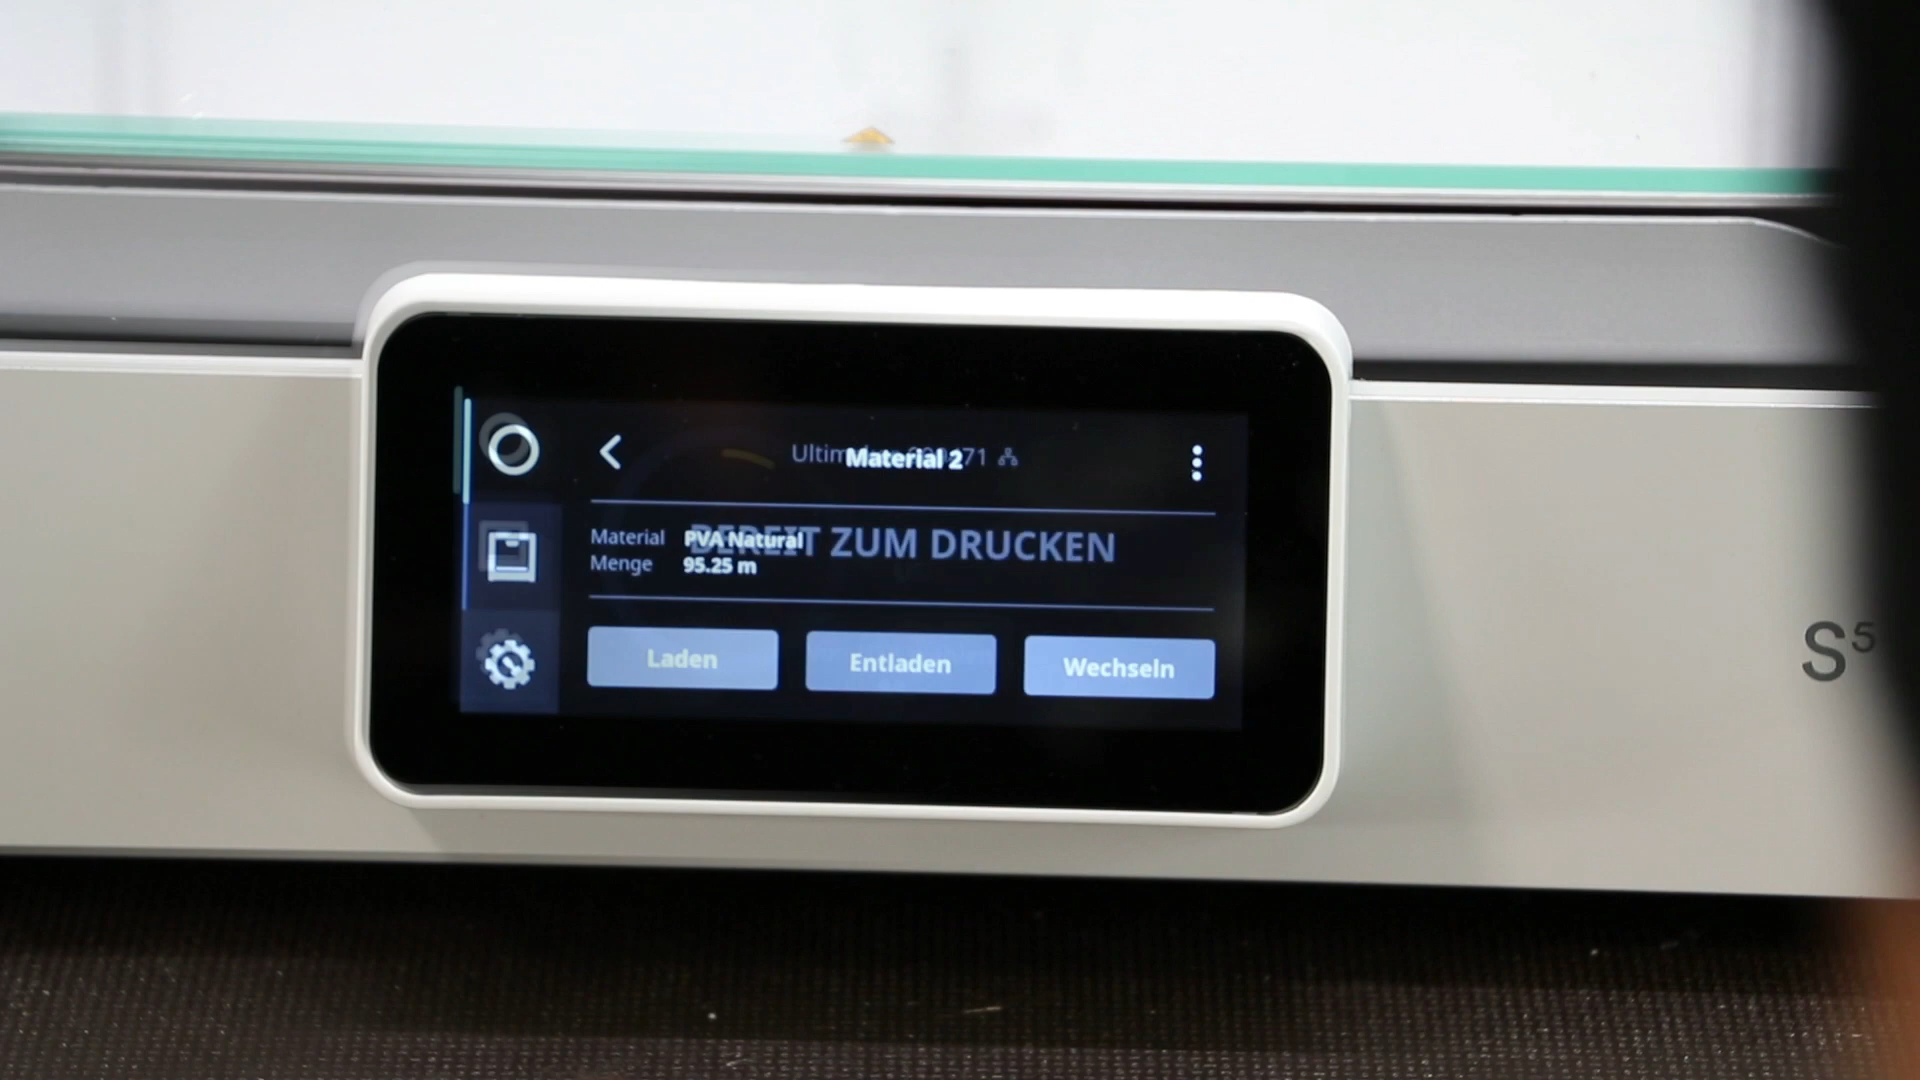 Material 2
BEREIT ZUM DRUCKEN
Material PVA Natural
Menge 95.25 m
Laden Entladen Wechseln
S5